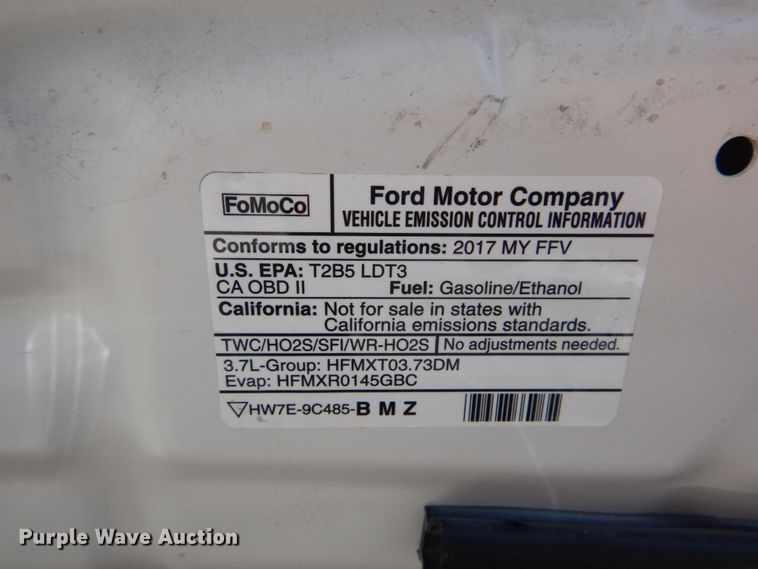 FoMoCo
Ford Motor Company
VEHICLE EMISSION CONTROL INFORMATION
Conforms to regulations: 2017 MY FFV
U.S. EPA: T2B5 LDT3
CA OBD II Fuel: Gasoline/Ethanol
California: Not for sale in states with
California emissions standards.
TWC/HO2S/SFI/WR-HO2S No adjustments needed.
3.7L-Group: HFMXT03.73DM
Evap: HFMXR0145GBC
HW7E-9C485-B M Z
Purple Wave Auction